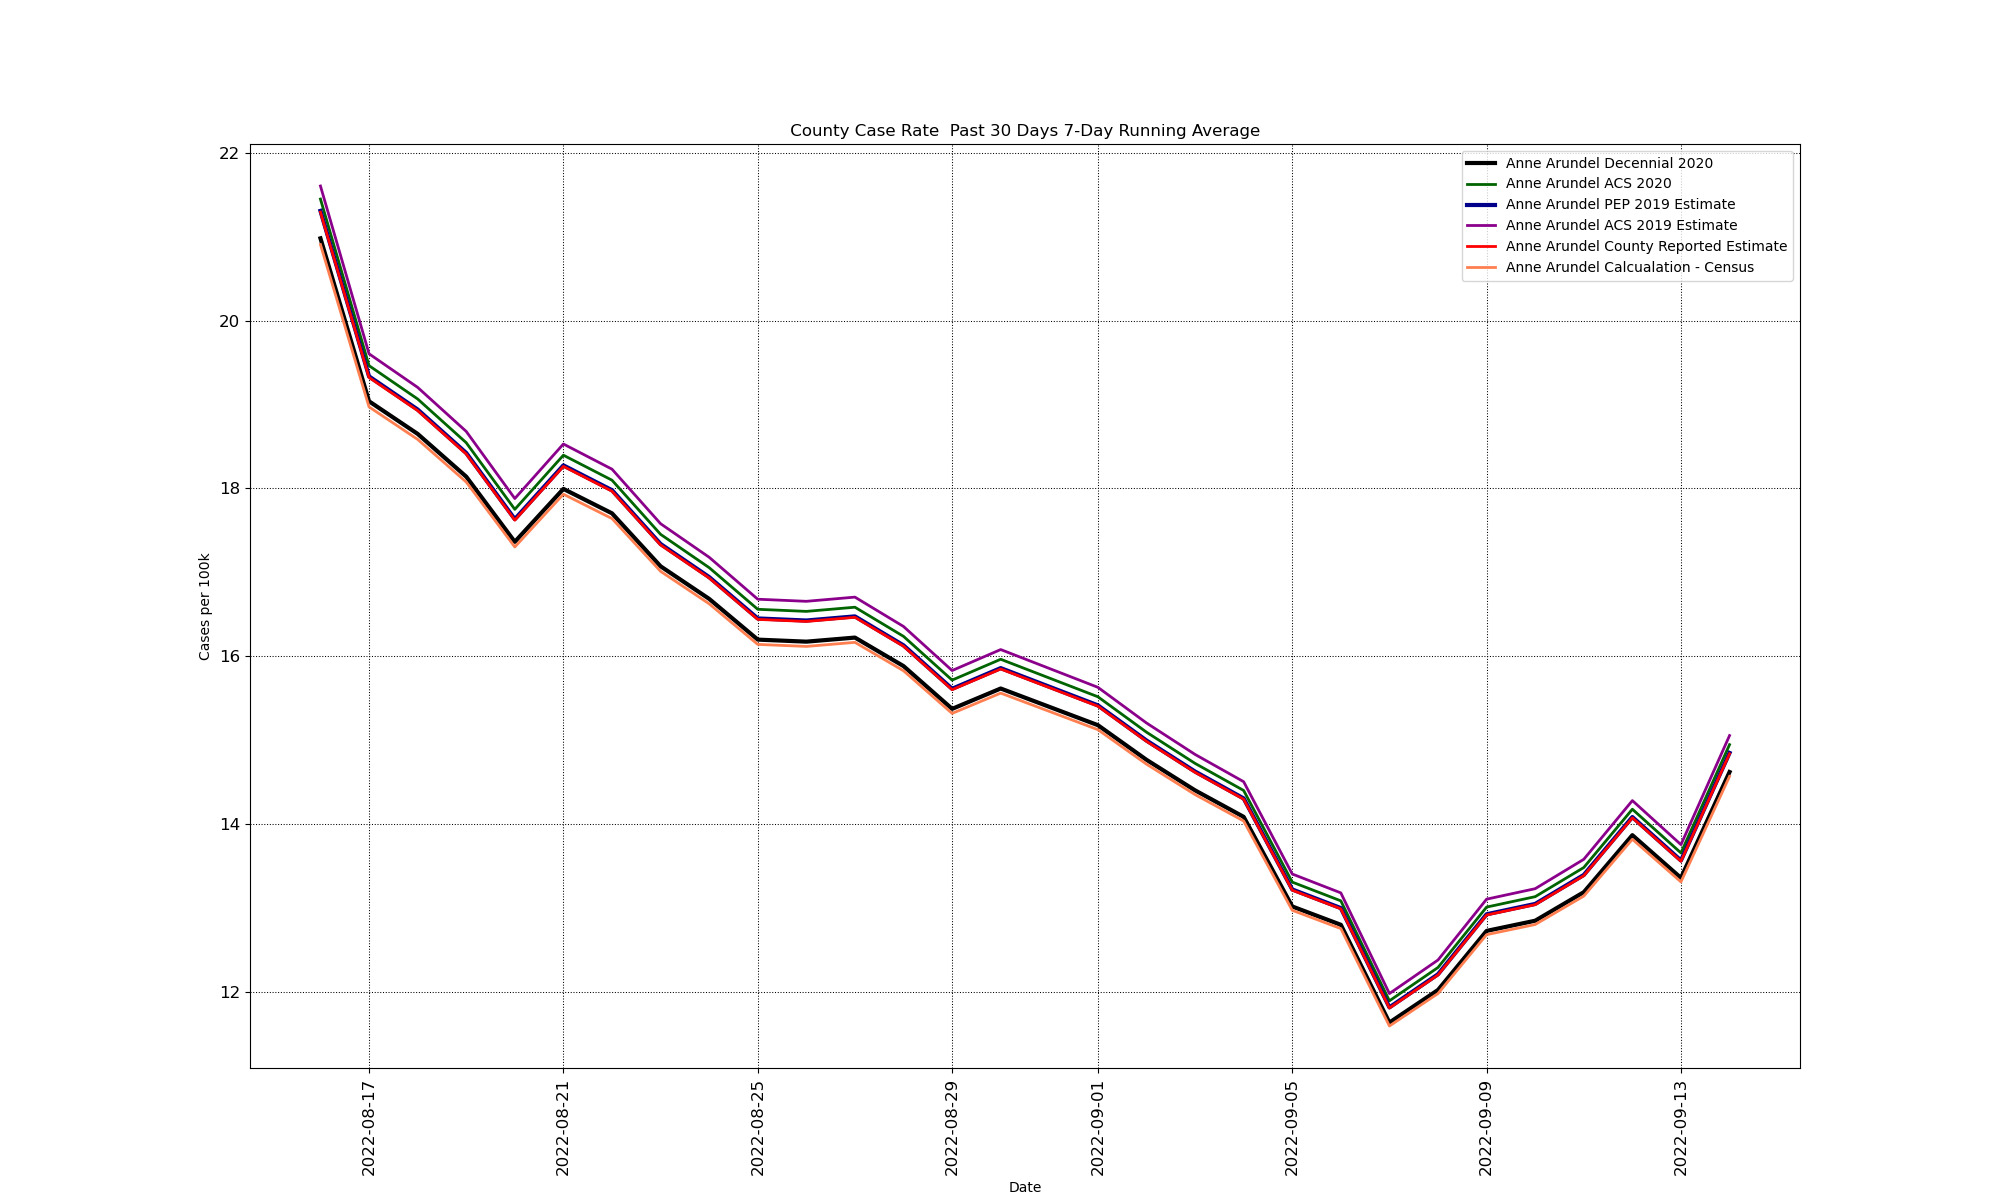 County Case Rate  Past 30 Days 7-Day Running Average
22
20
18
16
14
12
Cases per 100k
Anne Arundel Decennial 2020
Anne Arundel ACS 2020
Anne Arundel PEP 2019 Estimate
Anne Arundel ACS 2019 Estimate
Anne Arundel County Reported Estimate
Anne Arundel Calcualation - Census
2022-08-17
2022-08-21
2022-08-25
2022-08-29
2022-09-01
2022-09-05
2022-09-09
2022-09-13
Date